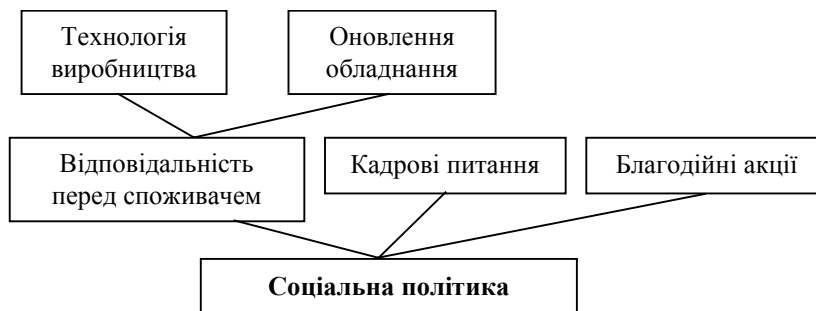 Технологія
виробництва
Оновлення
обладнання
Відповідальність
перед споживачем
Кадрові питання
Благодійні акції
Соціальна політика